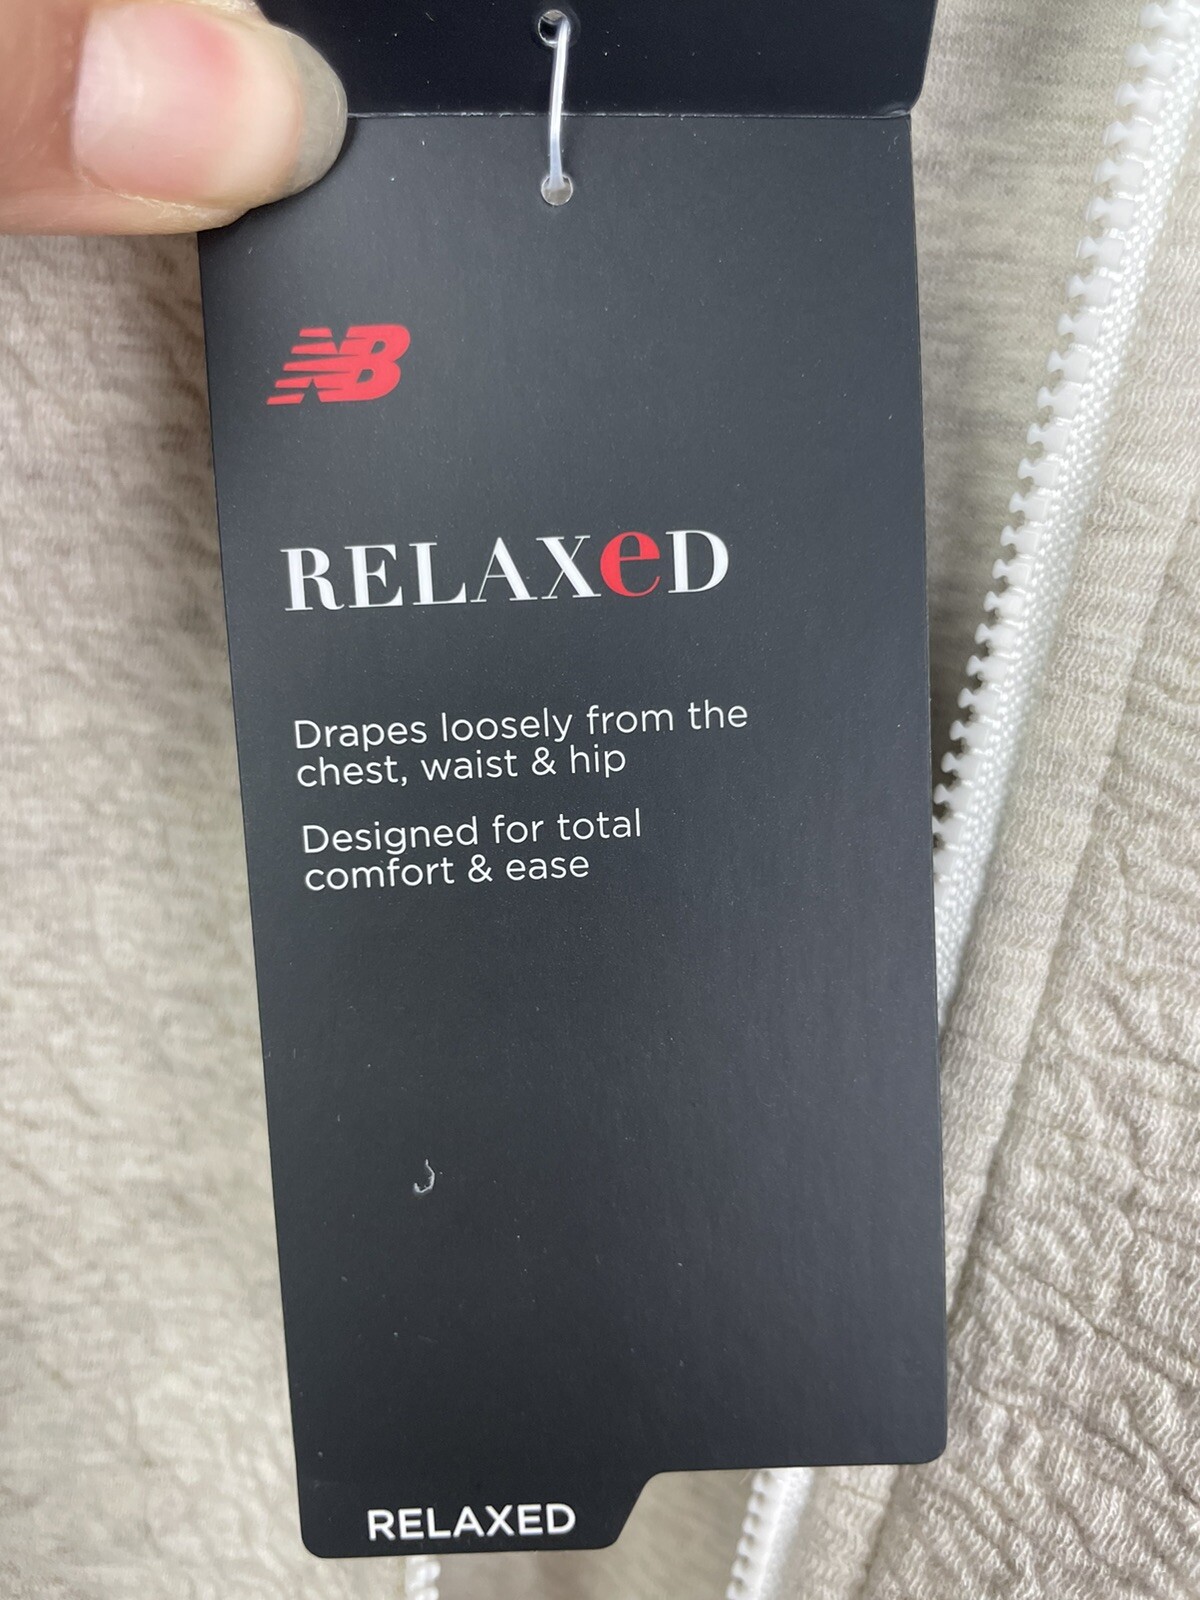 NB
RELAXeD
Drapes loosely from the
chest, waist & hip
Designed for total
comfort & ease
RELAXED